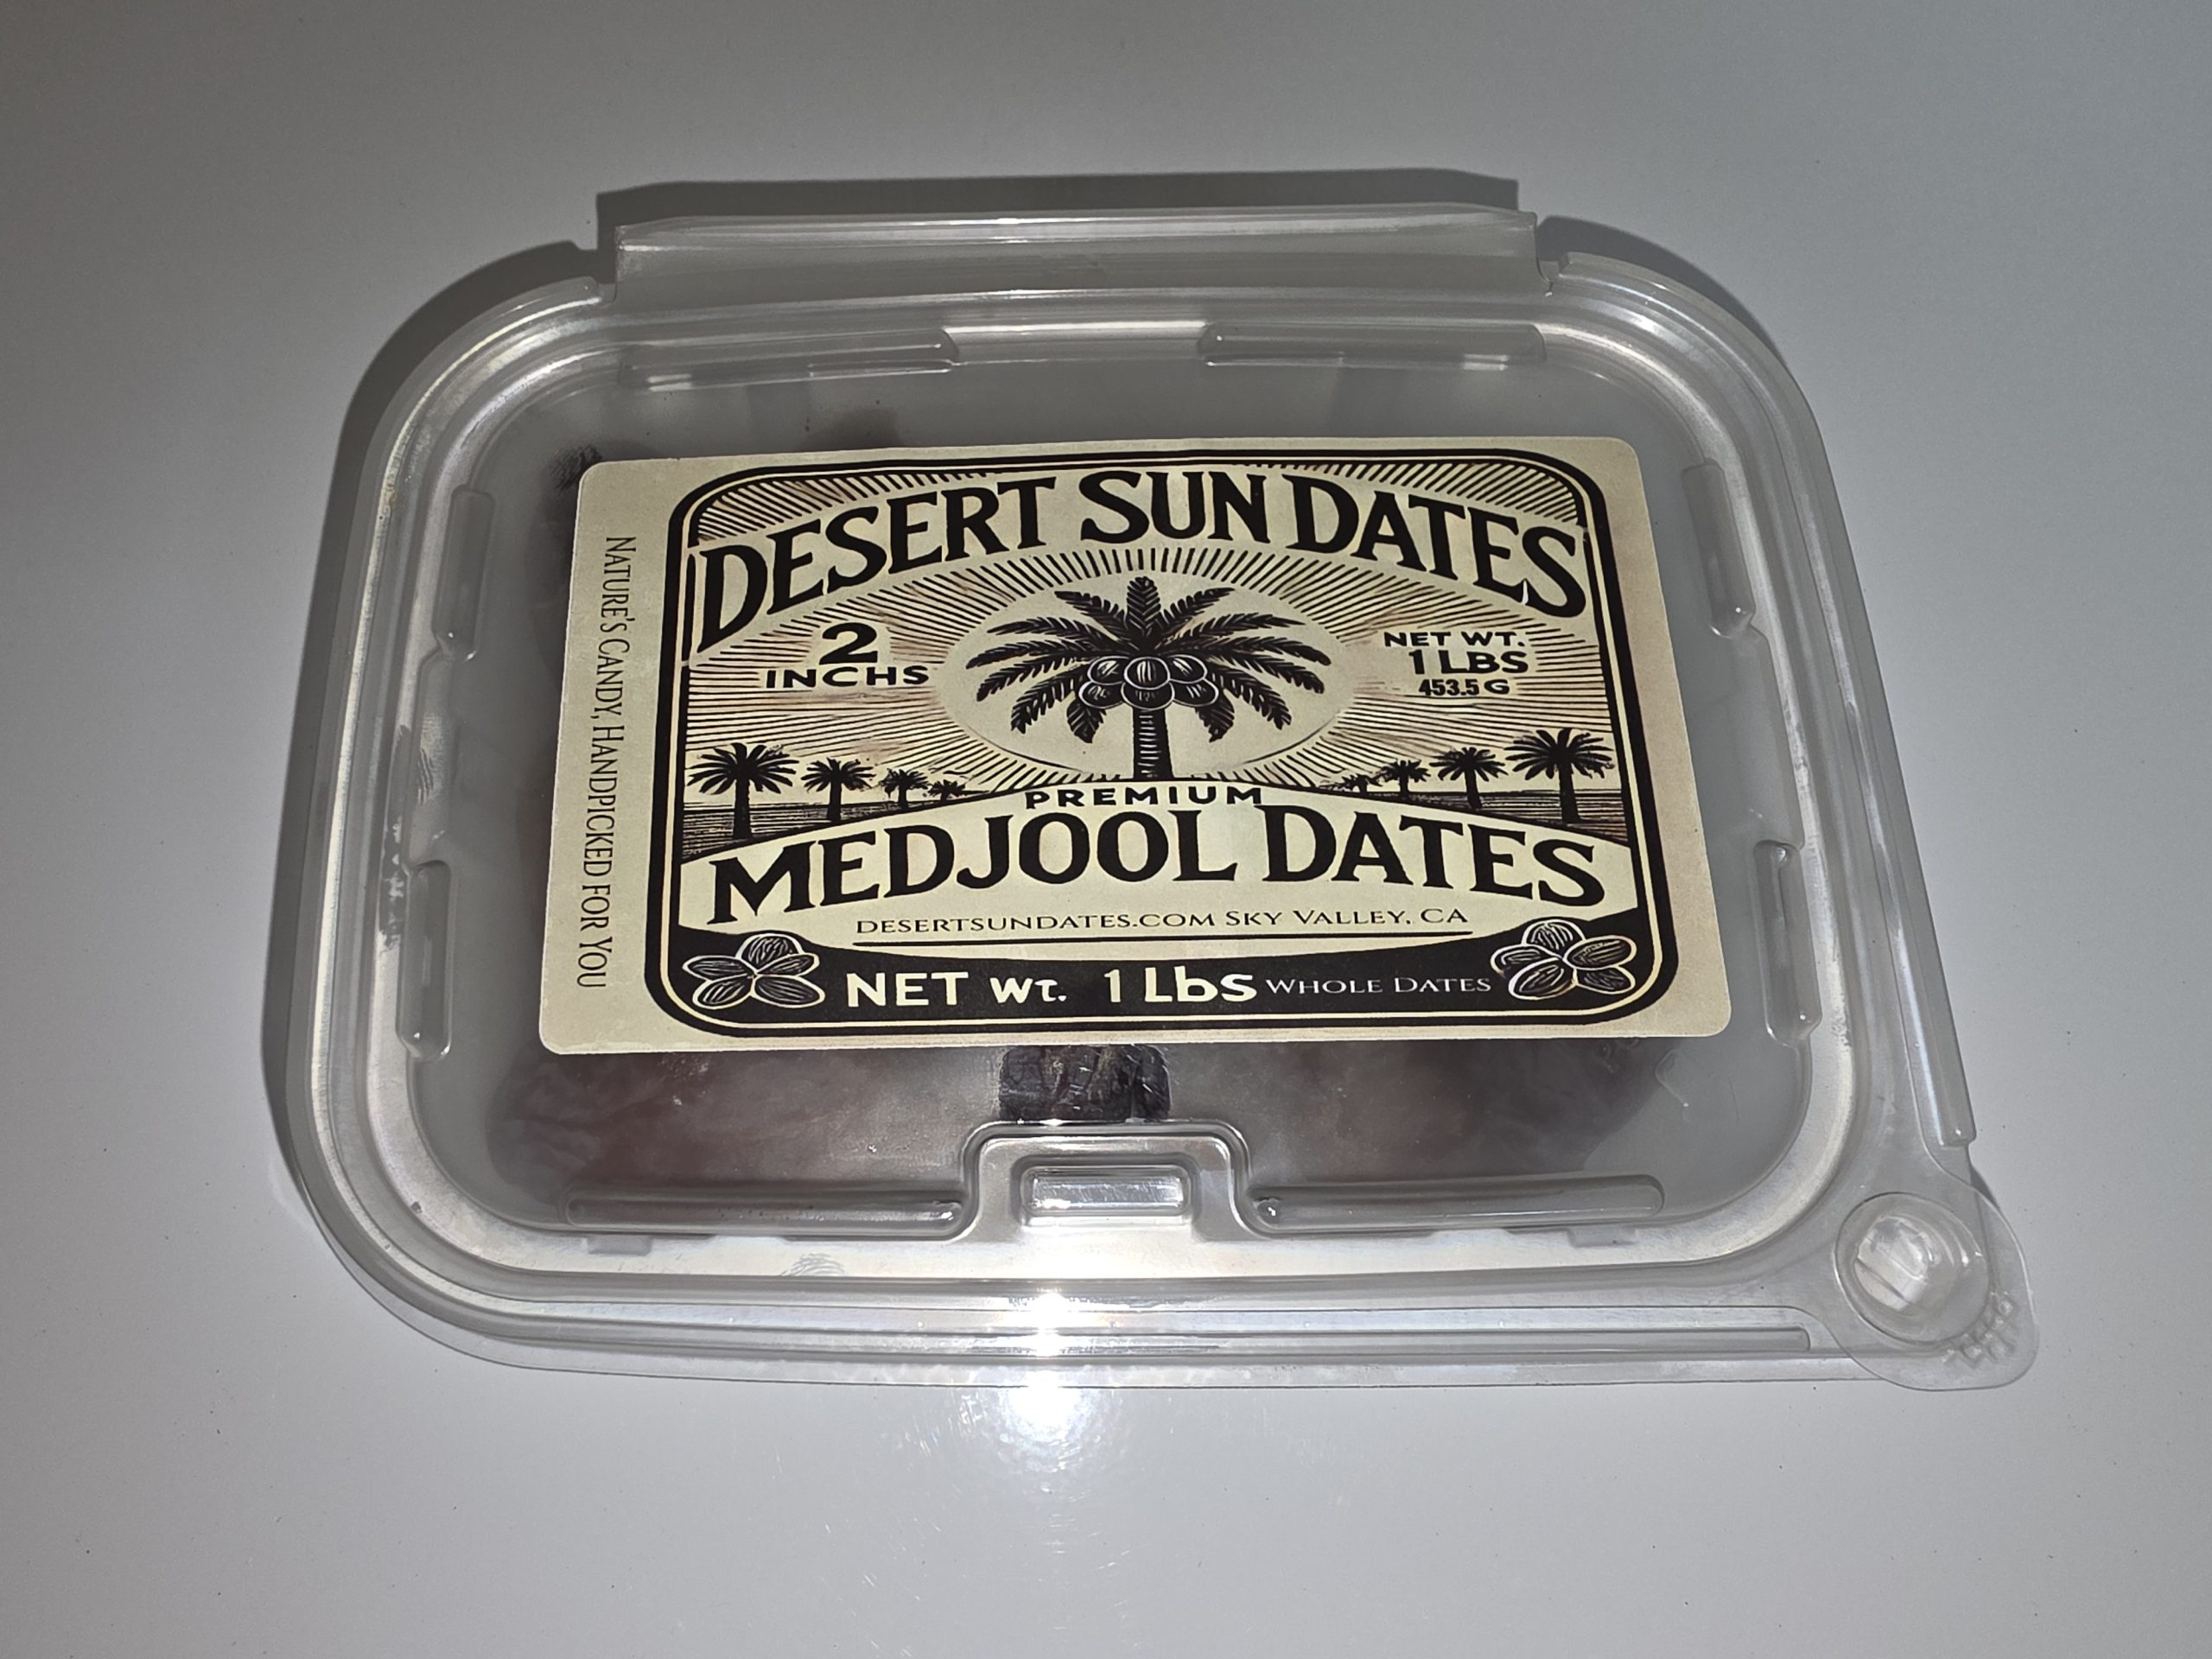 DESERT SUN DATES
2
INCHS
NET WT.
1 LBS
453.5 G
PREMIUM
MEDJOOL DATES
DESERTSUNDATES.COM SKY VALLEY, CA
NET Wt. 1 Lbs WHOLE DATES
NATURE'S CANDY, HANDPICKED FOR YOU